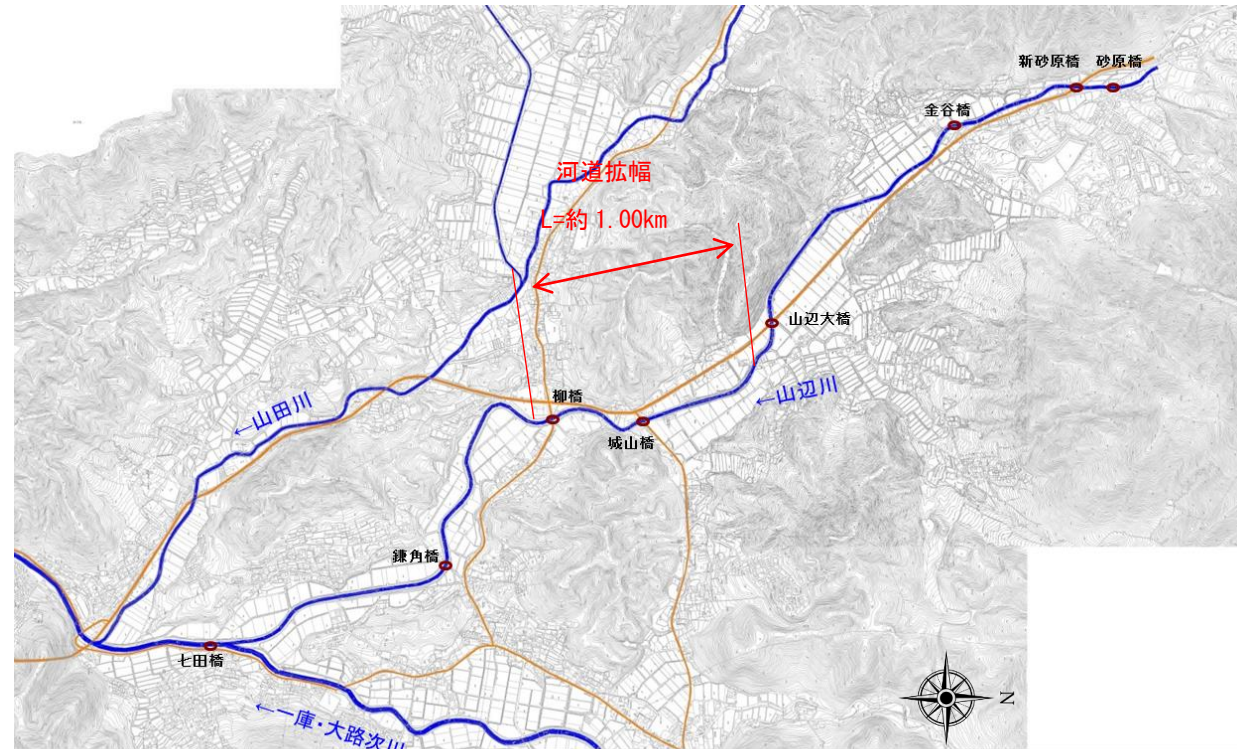 新砂原橋 砂原橋
金谷橋
河道拡幅
L=約1.00km
山辺大橋
←山辺川
柳橋
城山橋
←山田川
鎌角橋
七田橋
←一庫・大路次川
N